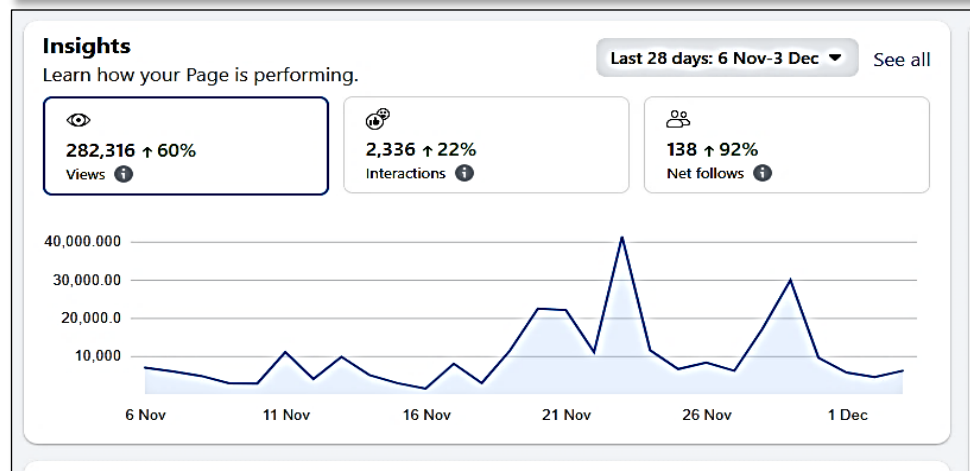 Insights
Learn how your Page is performing.
Last 28 days: 6 Nov-3 Dec
See all
282,316 ↑ 60%
Views
2,336 ↑ 22%
Interactions
138 ↑ 92%
Net follows
40,000.000
30,000.00
20,000.0
10,000
6 Nov 11 Nov 16 Nov 21 Nov 26 Nov 1 Dec